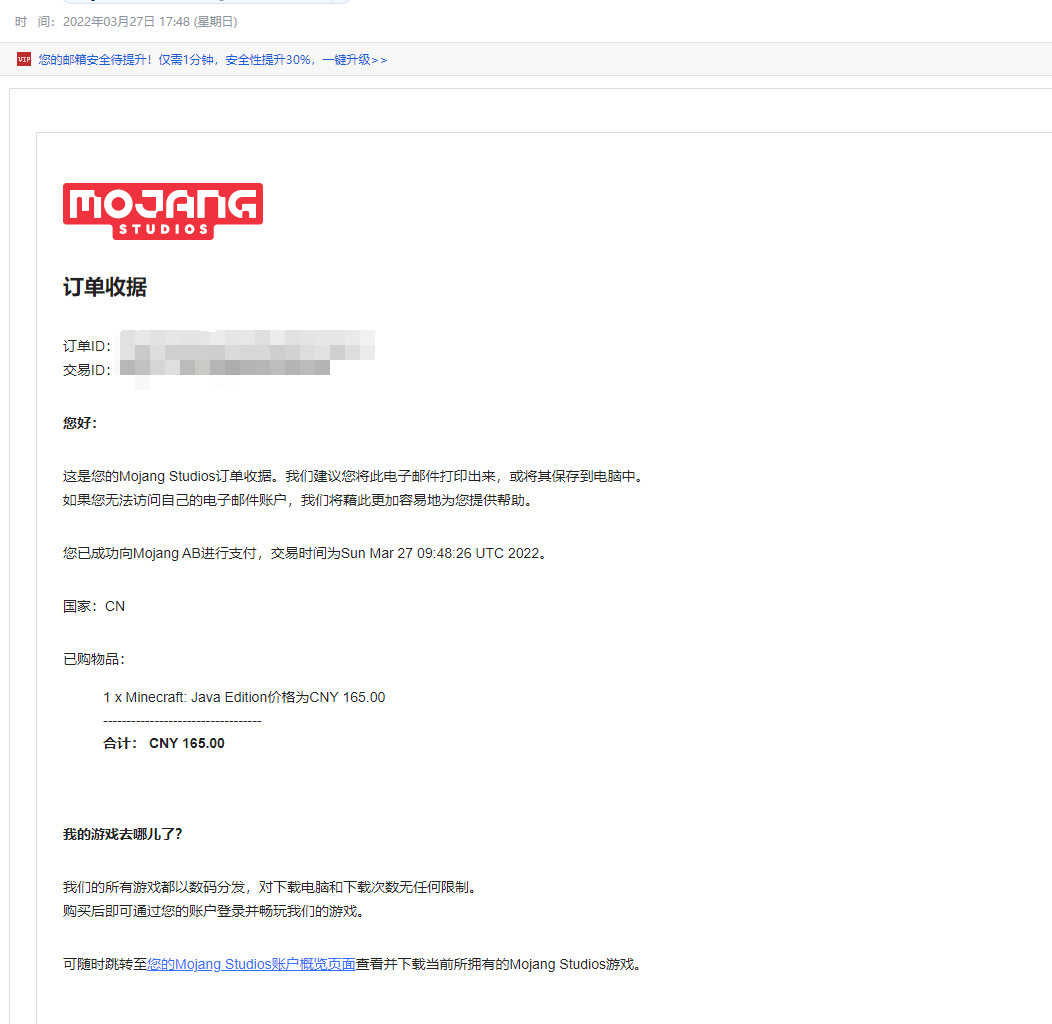 时 间：2022年03月27日 17:48 (星期日)
VIP 您的邮箱安全待提升！仅需1分钟，安全性提升30%，一键升级>>
MOJANG
STUDIOS
订单收据
订单ID：
交易ID：
您好：
这是您的Mojang Studios订单收据。我们建议您将此电子邮件打印出来，或将其保存到电脑中。
如果您无法访问自己的电子邮件账户，我们将藉此更加容易地为您提供帮助。
您已成功向Mojang AB进行支付，交易时间为Sun Mar 27 09:48:26 UTC 2022。
国家：CN
已购物品：
1 x Minecraft: Java Edition价格为CNY 165.00
----------------------------------
合计： CNY 165.00
我的游戏去哪儿了?
我们的所有游戏都以数码分发，对下载电脑和下载次数无任何限制。
购买后即可通过您的账户登录并畅玩我们的游戏。
可随时跳转至您的Mojang Studios账户概览页面查看并下载当前所拥有的Mojang Studios游戏。